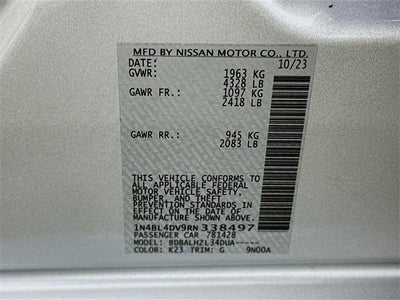 MFD BY NISSAN MOTOR CO., LTD.
DATE: 10/23
GVWR: 1963 KG
4328 LB
GAWR FR.: 1097 KG
2418 LB
GAWR RR.: 945 KG
2083 LB
THIS VEHICLE CONFORMS TO ALL
APPLICABLE FEDERAL MOTOR
VEHICLE SAFETY,
BUMPER, AND THEFT
PREVENTION STANDARDS IN
EFFECT ON THE DATE OF
MANUFACTURE SHOWN ABOVE.
1N4BL4DV9RN338497
PASSENGER CAR 781428
MODEL: BDBALHZL34DUA-----
COLOR: K23 TRIM: G 9N00A